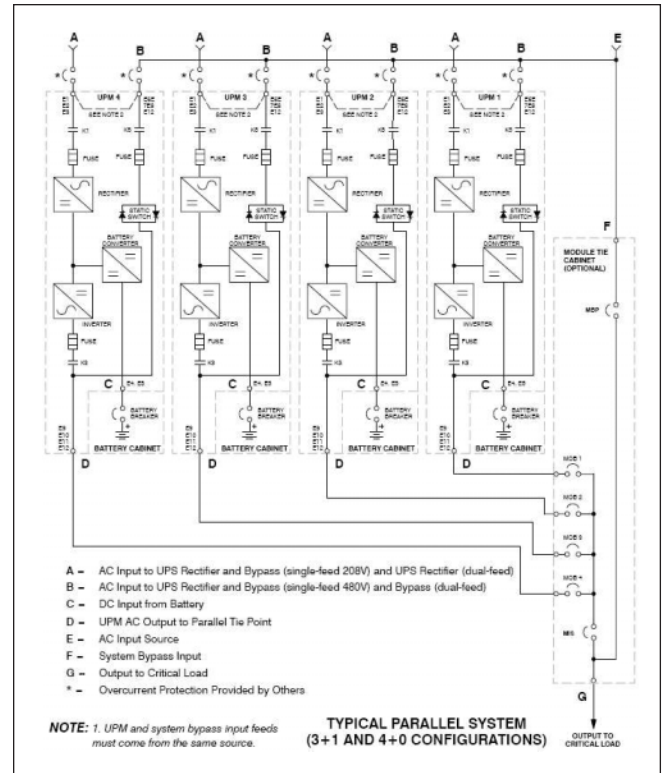 A A A A
B B B B E
* * * * * * * *
UPM 4 UPM 3 UPM 2 UPM 1
SEE NOTE 2 SEE NOTE 2 SEE NOTE 2 SEE NOTE 2
K1 K1 K1 K1
FUSE FUSE FUSE FUSE FUSE FUSE FUSE FUSE
RECTIFIER RECTIFIER RECTIFIER RECTIFIER
STATIC STATIC STATIC STATIC
SWITCH SWITCH SWITCH SWITCH
F
MODULE TIE
CABINET
(OPTIONAL)
BATTERY BATTERY BATTERY BATTERY
CONVERTER CONVERTER CONVERTER CONVERTER
MBP
INVERTER INVERTER INVERTER INVERTER
FUSE FUSE FUSE FUSE
C C C C
BATTERY BATTERY BATTERY BATTERY
BREAKER BREAKER BREAKER BREAKER
BATTERY CABINET BATTERY CABINET BATTERY CABINET BATTERY CABINET
D D D D
MOB 1
MOB 2
MOB 3
MOB 4
MIS
A – AC Input to UPS Rectifier and Bypass (single-feed 208V) and UPS Rectifier (dual-feed)
B – AC Input to UPS Rectifier and Bypass (single-feed 480V) and Bypass (dual-feed)
C – DC Input from Battery
D – UPM AC Output to Parallel Tie Point
E – AC Input Source
F – System Bypass Input
G – Output to Critical Load
* – Overcurrent Protection Provided by Others
G
OUTPUT TO
CRITICAL LOAD
NOTE: 1. UPM and system bypass input feeds
must come from the same source.
TYPICAL PARALLEL SYSTEM
(3+1 AND 4+0 CONFIGURATIONS)